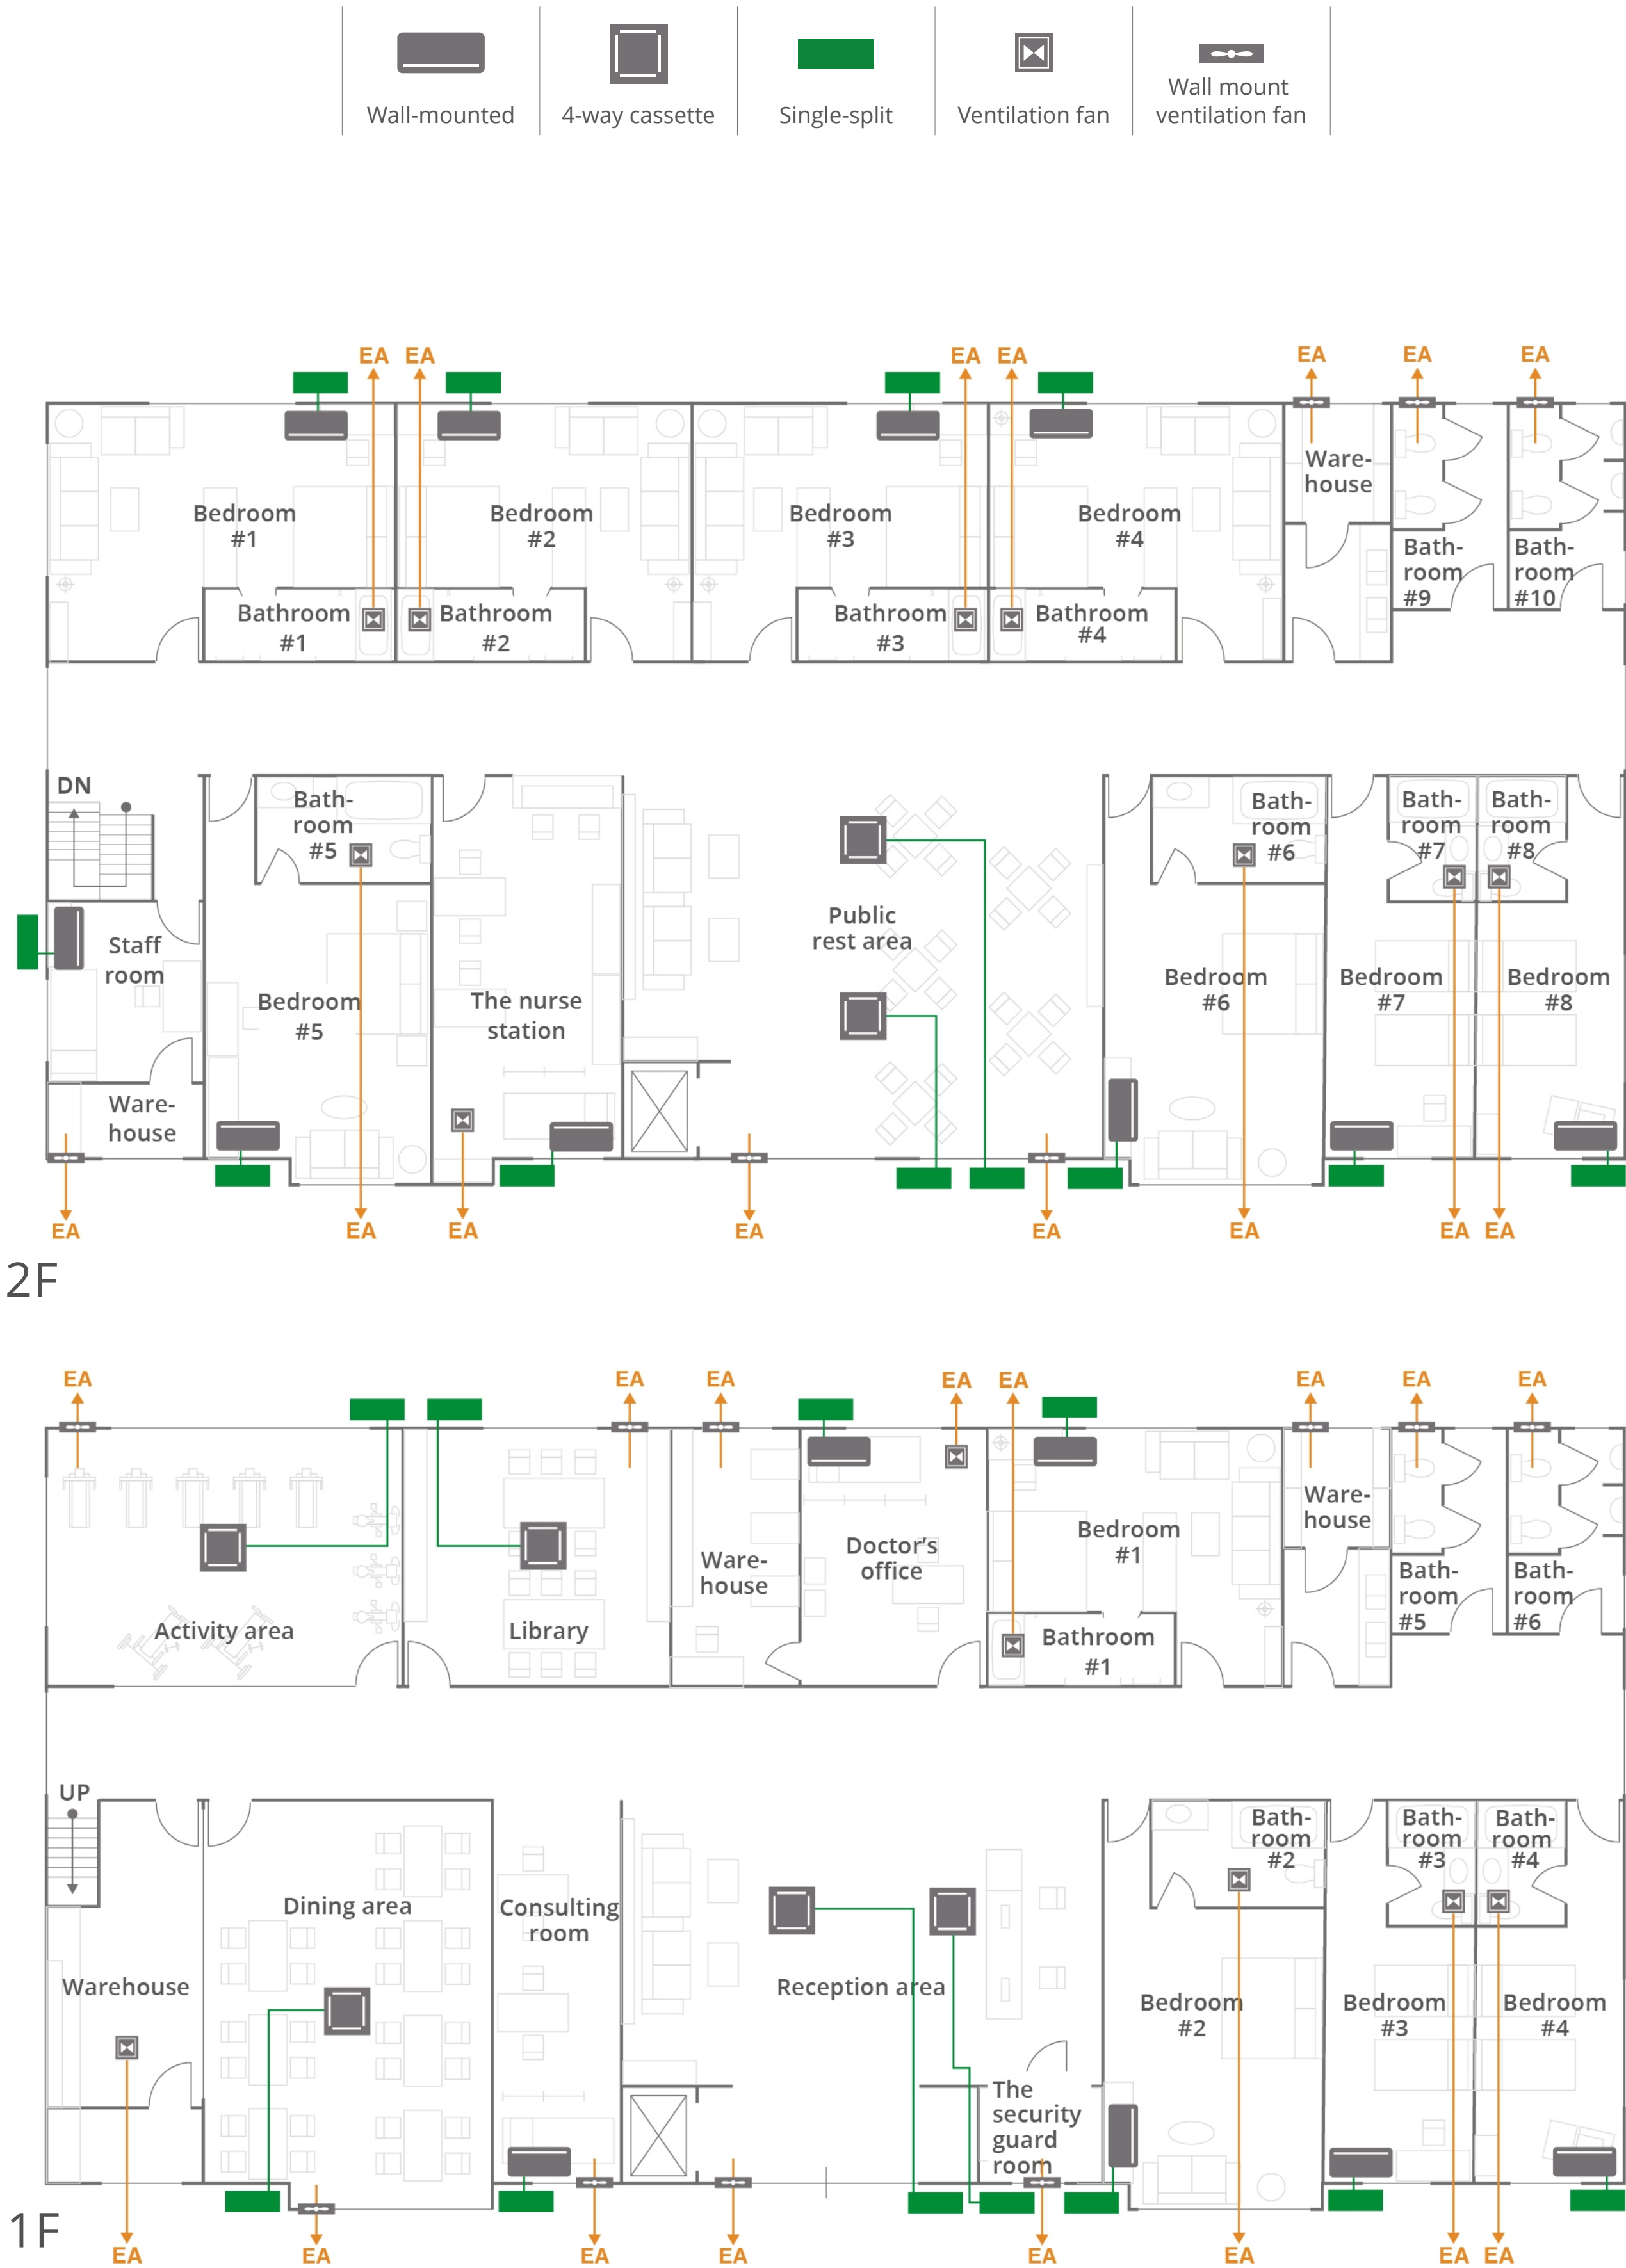 Wall-mounted
4-way cassette
Single-split
Ventilation fan
Wall mount
ventilation fan
EA
EA
EA
EA
EA
EA
EA
Bedroom
#1
Bedroom
#2
Bedroom
#3
Bedroom
#4
Ware-
house
Bath-
room
#9
Bath-
room
#10
Bathroom
#1
Bathroom
#2
Bathroom
#3
Bathroom
#4
DN
Bath-
room
#5
Bath-
room
#6
Bath-
room
#7
Bath-
room
#8
Staff
room
Public
rest area
Bedroom
#5
The nurse
station
Bedroom
#6
Bedroom
#7
Bedroom
#8
Ware-
house
EA
EA
EA
EA
EA
EA
EA
EA
2F
EA
EA
EA
EA
EA
EA
EA
EA
Activity area
Library
Ware-
house
Doctor's
office
Bedroom
#1
Ware-
house
Bath-
room
#5
Bath-
room
#6
Bathroom
#1
UP
Bath-
room
#2
Bath-
room
#3
Bath-
room
#4
Dining area
Consulting
room
Warehouse
Reception area
Bedroom
#2
Bedroom
#3
Bedroom
#4
The
security
guard
room
1F
EA
EA
EA
EA
EA
EA
EA
EA